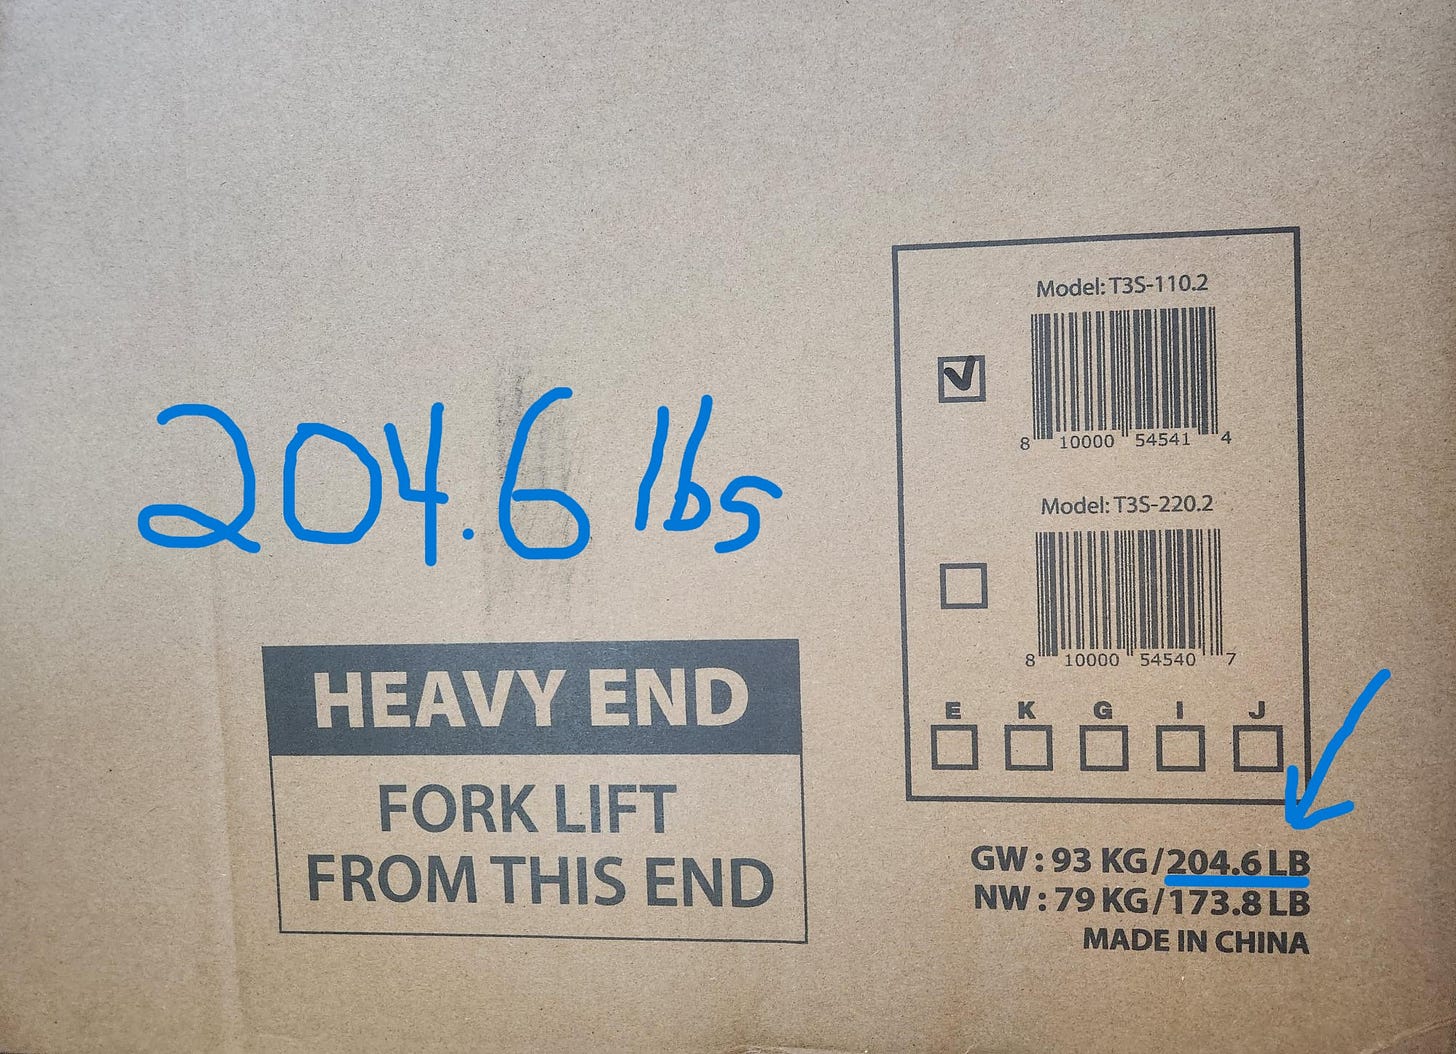 204.6 lbs
HEAVY END
FORK LIFT
FROM THIS END
Model: T3S-110.2
8 10000 54541 4
Model: T3S-220.2
8 10000 54540 7
E K G I J
GW : 93 KG/204.6 LB
NW : 79 KG/173.8 LB
MADE IN CHINA